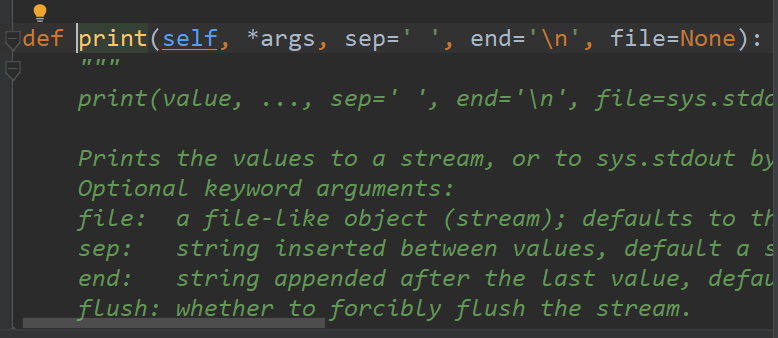 def print(self, *args, sep=' ', end='\n', file=None):
"""
print(value, ..., sep=' ', end='\n', file=sys.stdo
Prints the values to a stream, or to sys.stdout by
Optional keyword arguments:
file:  a file-like object (stream); defaults to th
sep:   string inserted between values, default a s
end:   string appended after the last value, defau
flush: whether to forcibly flush the stream.